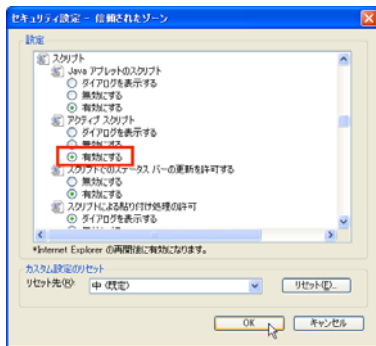 セキュリティ設定 - 信頼されたゾーン
設定
スクリプト
Java アプレットのスクリプト
ダイアログを表示する
無効にする
有効にする
アクティブ スクリプト
ダイアログを表示する
無効にする
有効にする
スクリプトでのステータス バーの更新を許可する
無効にする
有効にする
スクリプトによる貼り付け処理の許可
ダイアログを表示する
*Internet Explorer の再開後に有効になります。
カスタム設定のリセット
リセット先(R):
中 (既定)
リセット(E)...
OK
キャンセル